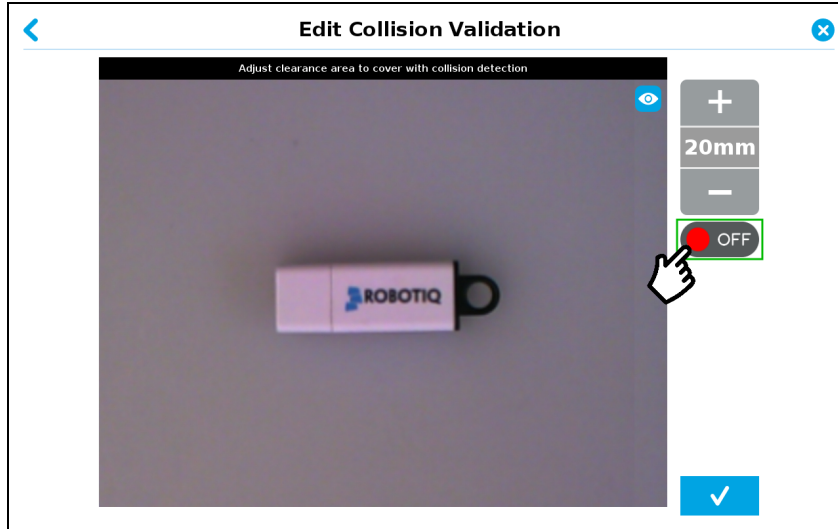 Edit Collision Validation
Adjust clearance area to cover with collision detection
+
20mm
−
OFF
ROBOTIQ